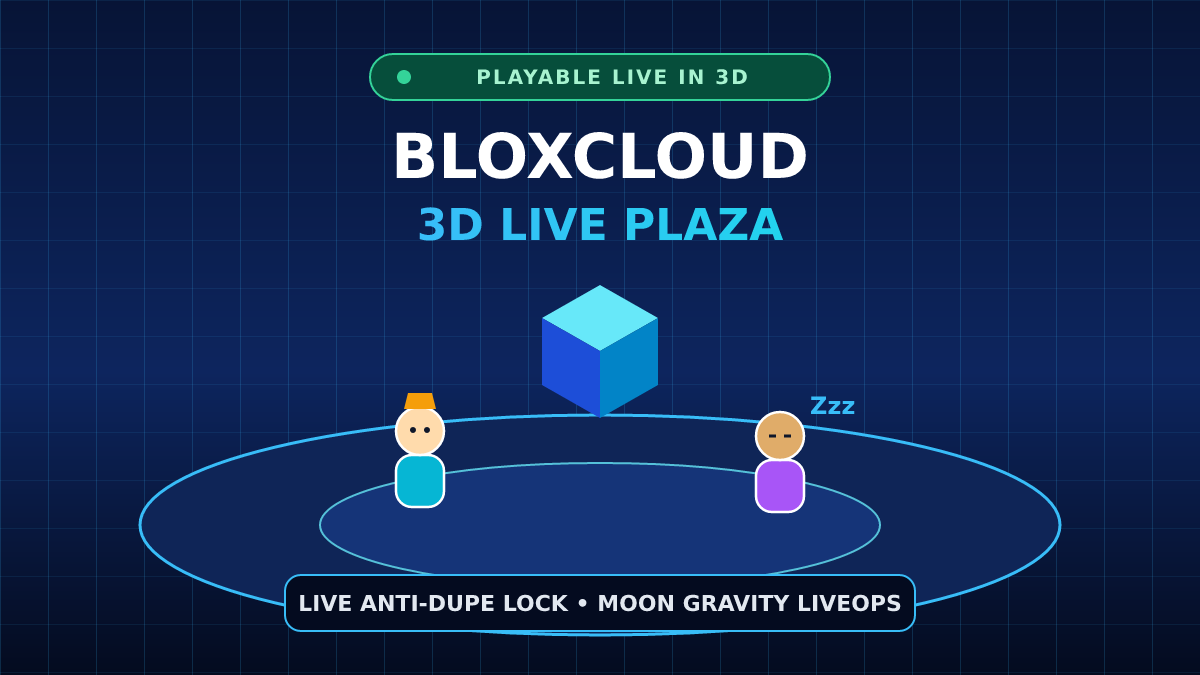 PLAYABLE LIVE IN 3D
BLOXCLOUD
3D LIVE PLAZA
Zzz
LIVE ANTI-DUPE LOCK • MOON GRAVITY LIVEOPS